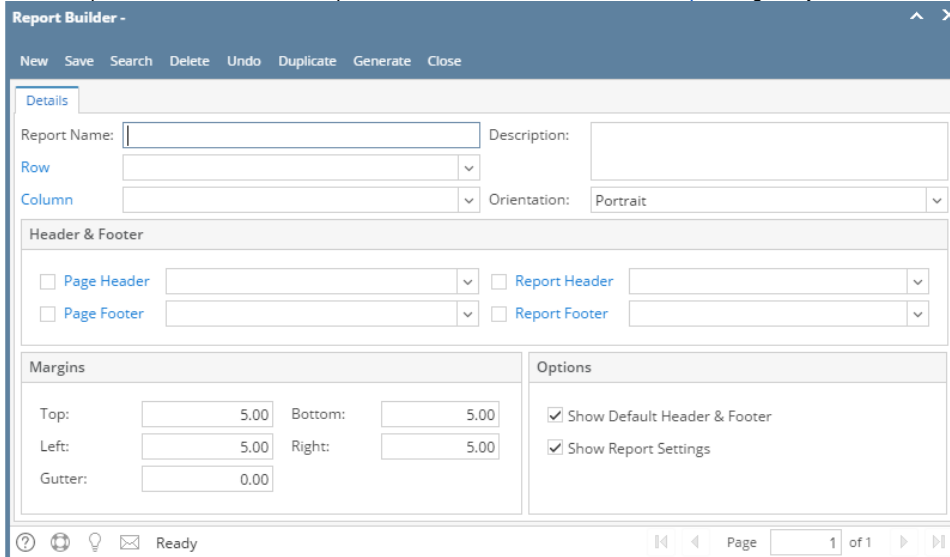 Report Builder -
New Save Search Delete Undo Duplicate Generate Close
Details
Report Name: Description:
Row
Column Orientation: Portrait
Header & Footer
Page Header Report Header
Page Footer Report Footer
Margins Options
Top: 5.00 Bottom: 5.00 Show Default Header & Footer
Left: 5.00 Right: 5.00 Show Report Settings
Gutter: 0.00
Ready Page 1 of 1